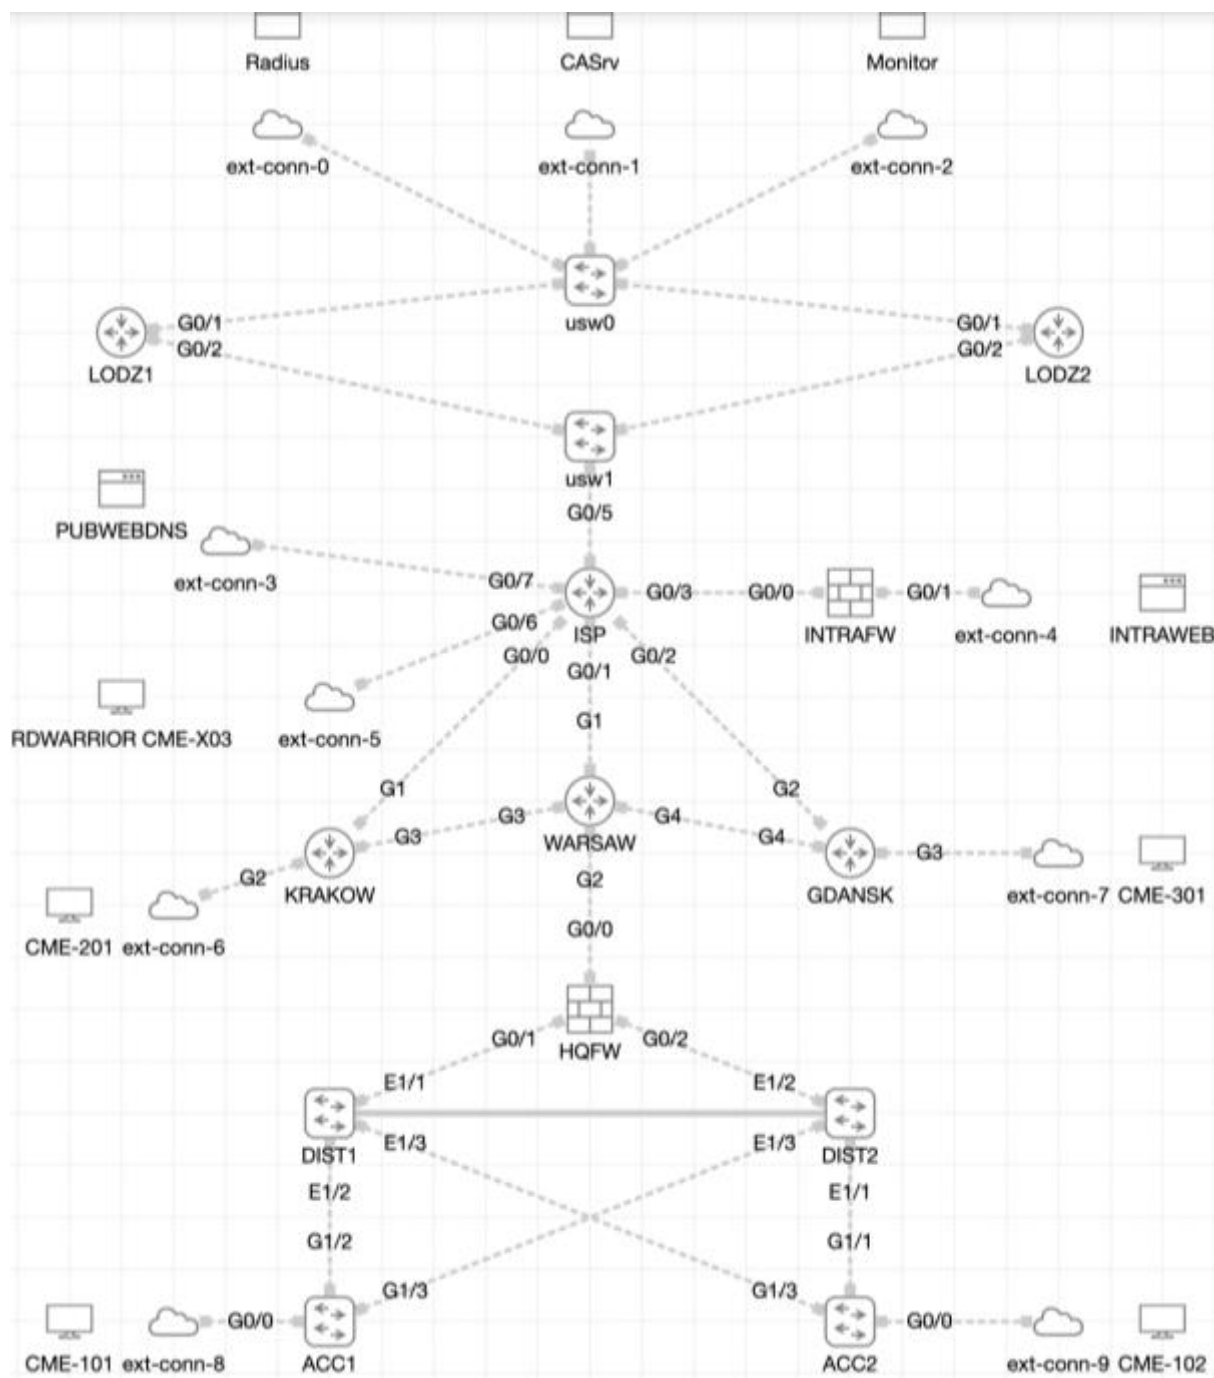 Radius CASrv Monitor
ext-conn-0 ext-conn-1 ext-conn-2
usw0
G0/1 G0/1
G0/2 G0/2
LODZ1 LODZ2
usw1
G0/5
PUBWEBDNS
ext-conn-3 G0/7
G0/3 G0/0 G0/1
G0/6
ISP INTRAFW ext-conn-4 INTRAWEB
G0/0 G0/1 G0/2
G1
RDWARRIOR CME-X03 ext-conn-5
G1 G2
G3 G3 G4 G4
WARSAW
G2 G2 G3
KRAKOW GDANSK ext-conn-7 CME-301
G0/0
CME-201 ext-conn-6
G0/1 G0/2
HQFW
E1/1 E1/2
E1/3 E1/3
DIST1 DIST2
E1/2 E1/1
G1/2 G1/1
G1/3 G1/3
G0/0 G0/0
CME-101 ext-conn-8 ACC1 ACC2 ext-conn-9 CME-102